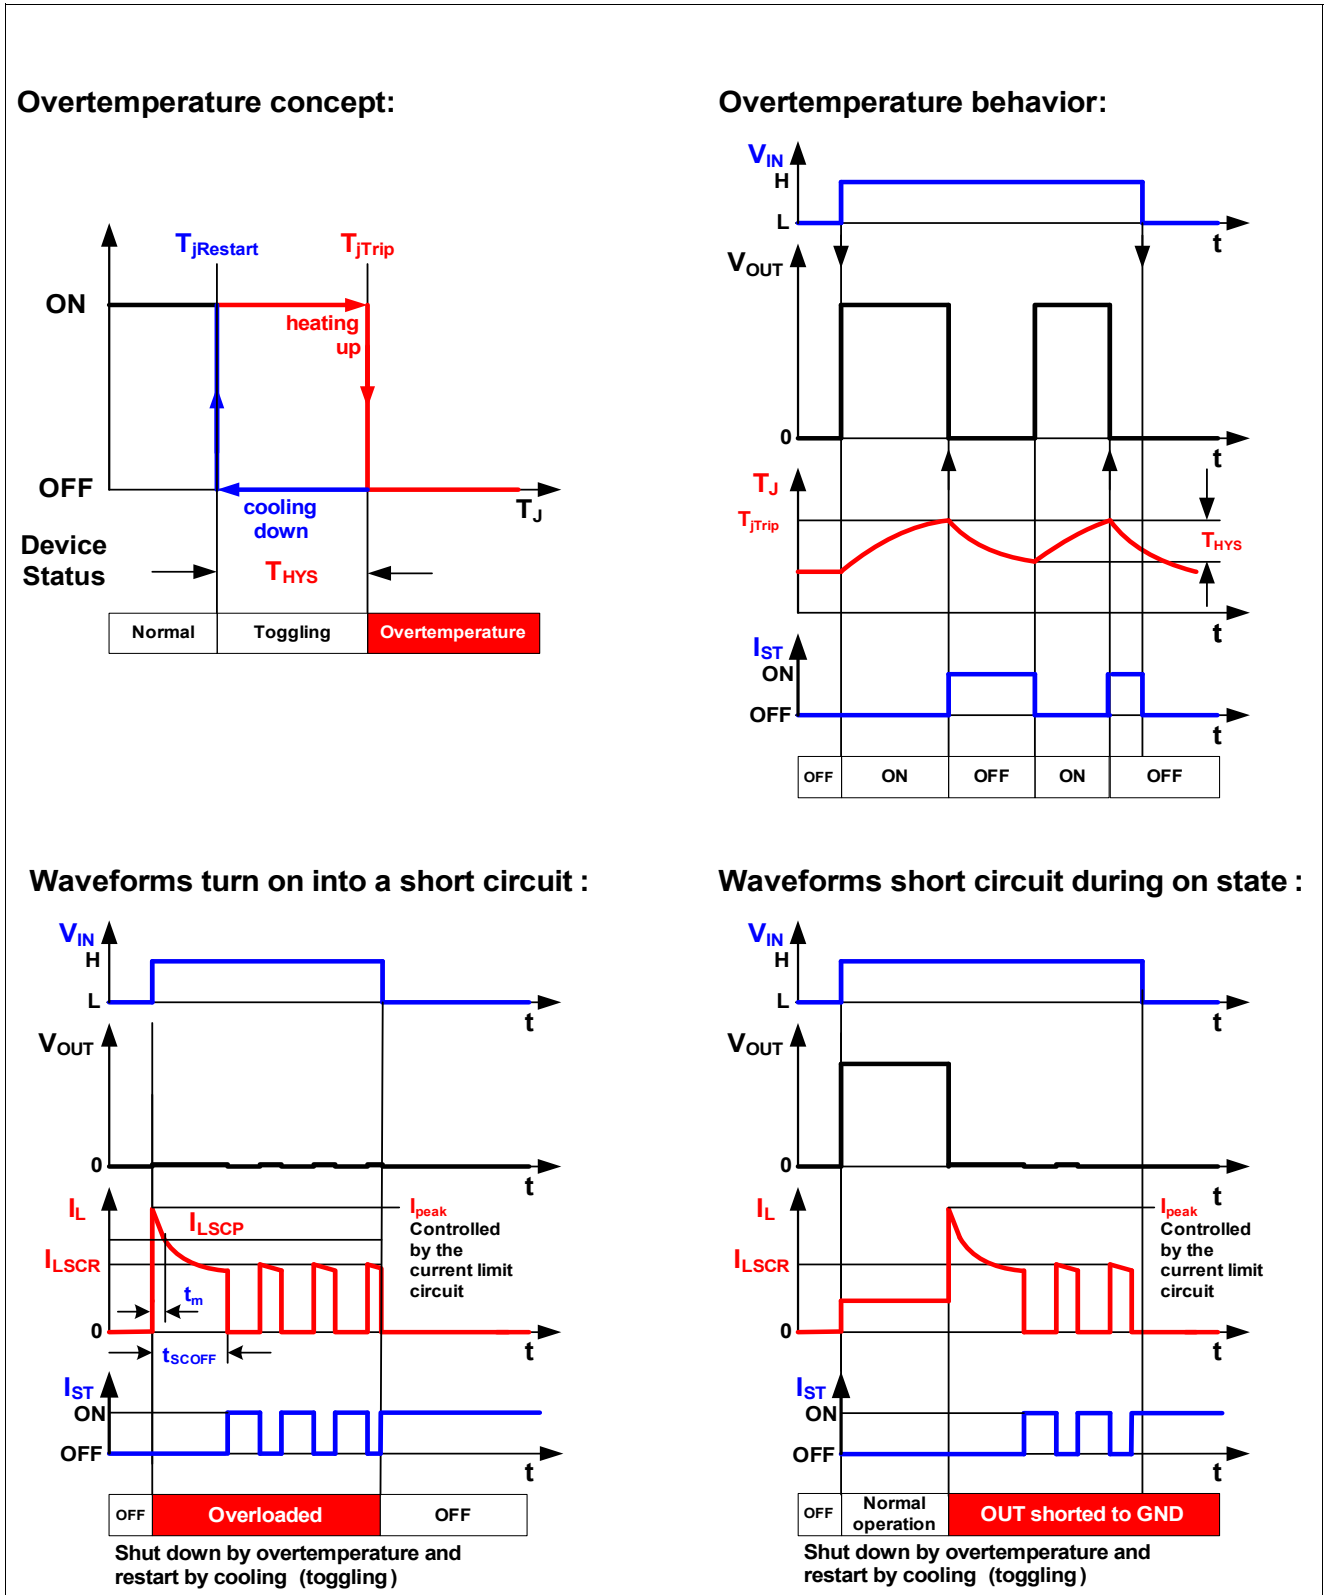 Overtemperature concept:
TjRestart
TjTrip
ON
heating
up
OFF
cooling
down
TJ
Device
Status
THYS
Normal
Toggling
Overtemperature
Overtemperature behavior:
VIN
H
L
t
VOUT
0
t
TJ
TjTrip
THYS
t
IST
ON
OFF
t
OFF
ON
OFF
ON
OFF
Waveforms turn on into a short circuit :
VIN
H
L
t
VOUT
0
t
IL
Ipeak
ILSCP
Controlled
by the
current limit
circuit
ILSCR
tm
0
t
tSCOFF
IST
ON
OFF
t
OFF
Overloaded
OFF
Shut down by overtemperature and
restart by cooling (toggling)
Waveforms short circuit during on state :
VIN
H
L
t
VOUT
0
t
IL
Ipeak
Controlled
by the
current limit
circuit
ILSCR
0
t
IST
ON
OFF
t
OFF
Normal
operation
OUT shorted to GND
Shut down by overtemperature and
restart by cooling (toggling)